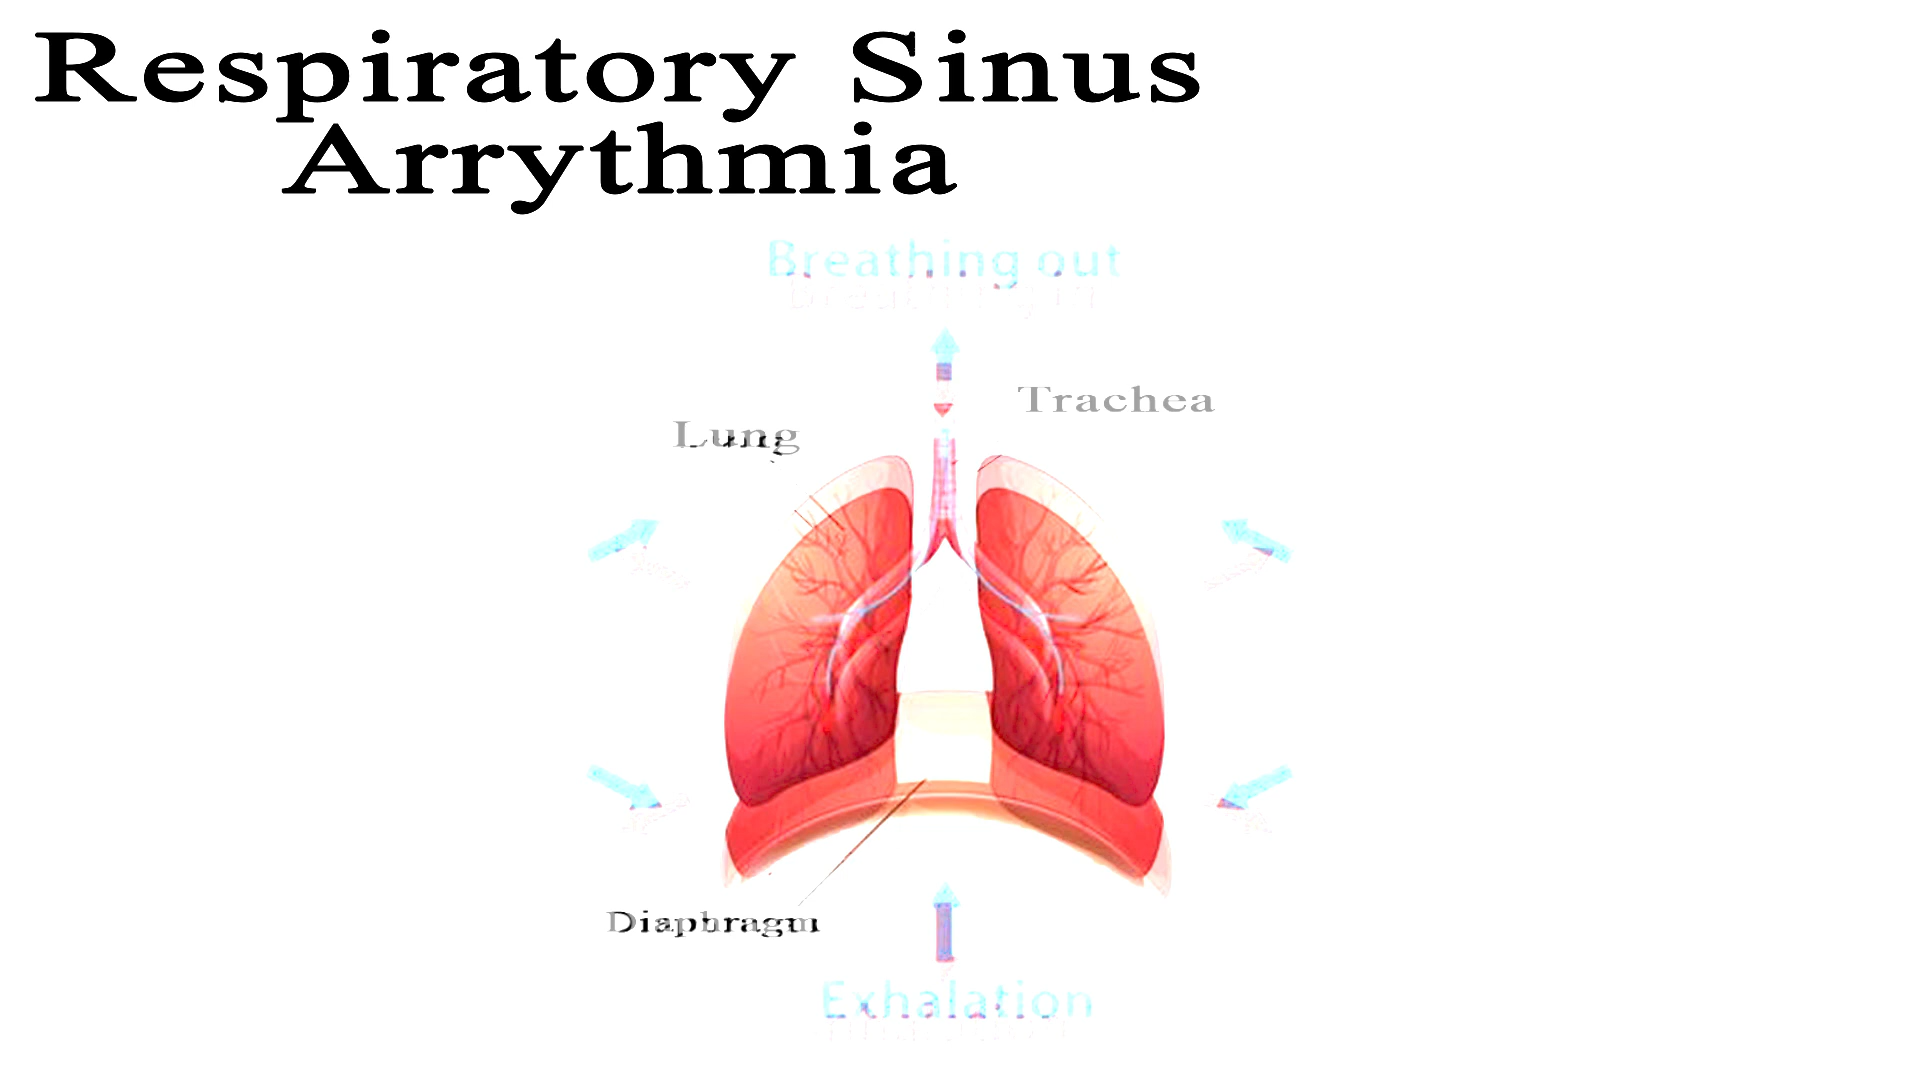 Respiratory Sinus
Arrythmia
Breathing out
Trachea
Lung
Diaphragm
Exhalation